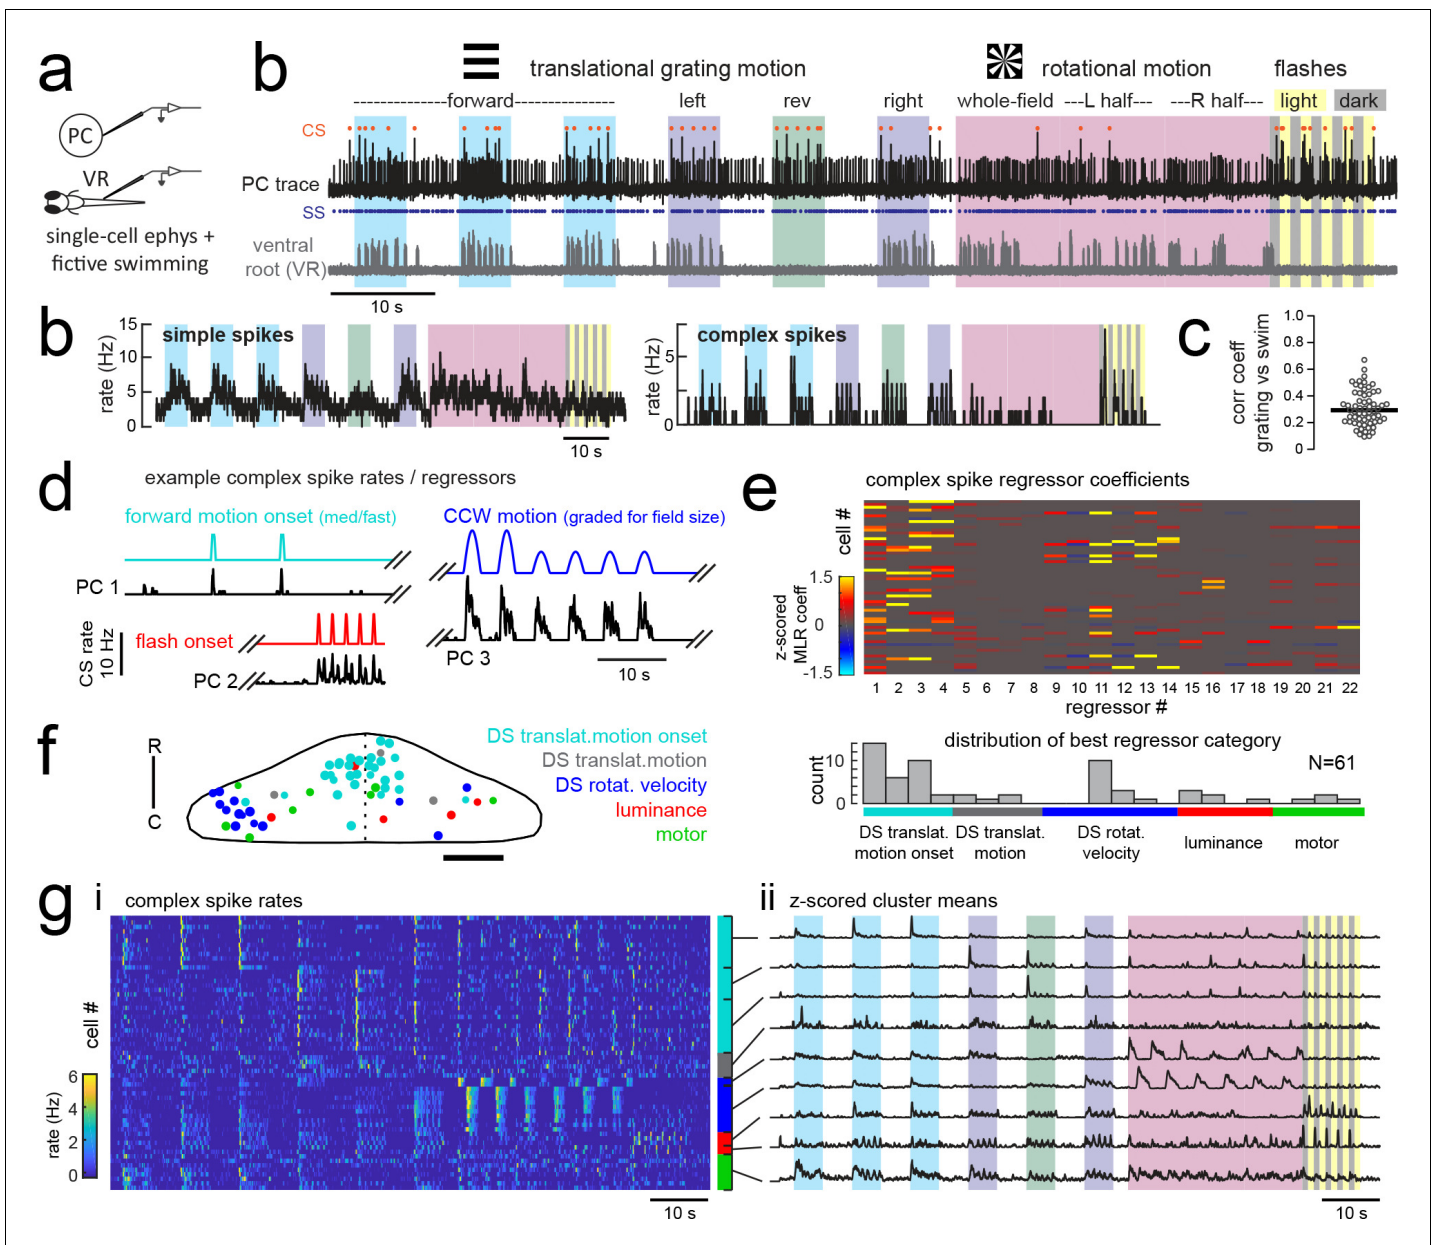 a
PC
VR
single-cell ephys +
fictive swimming
b
translational grating motion
rotational motion
flashes
--------------forward--------------
left
rev
right
whole-field
---L half---
---R half---
light
dark
CS
PC trace
SS
ventral
root (VR)
10 s
b
simple spikes
rate (Hz)
15
10
5
0
10 s
complex spikes
rate (Hz)
5
0
c
corr coeff
grating vs swim
1.0
0.8
0.6
0.4
0.2
0
d
example complex spike rates / regressors
forward motion onset (med/fast)
PC 1
CS rate
10 Hz
flash onset
PC 2
CCW motion (graded for field size)
PC 3
10 s
e
complex spike regressor coefficients
cell #
1.5
0
-1.5
z-scored
MLR coeff
1 2 3 4 5 6 7 8 9 10 11 12 13 14 15 16 17 18 19 20 21 22
regressor #
distribution of best regressor category
count
10
0
N=61
DS translat.
motion onset
DS translat.
motion
DS rotat.
velocity
luminance
motor
f
R
C
DS translat.motion onset
DS translat.motion
DS rotat. velocity
luminance
motor
g
i
complex spike rates
cell #
rate (Hz)
6
4
2
0
10 s
ii
z-scored cluster means
10 s